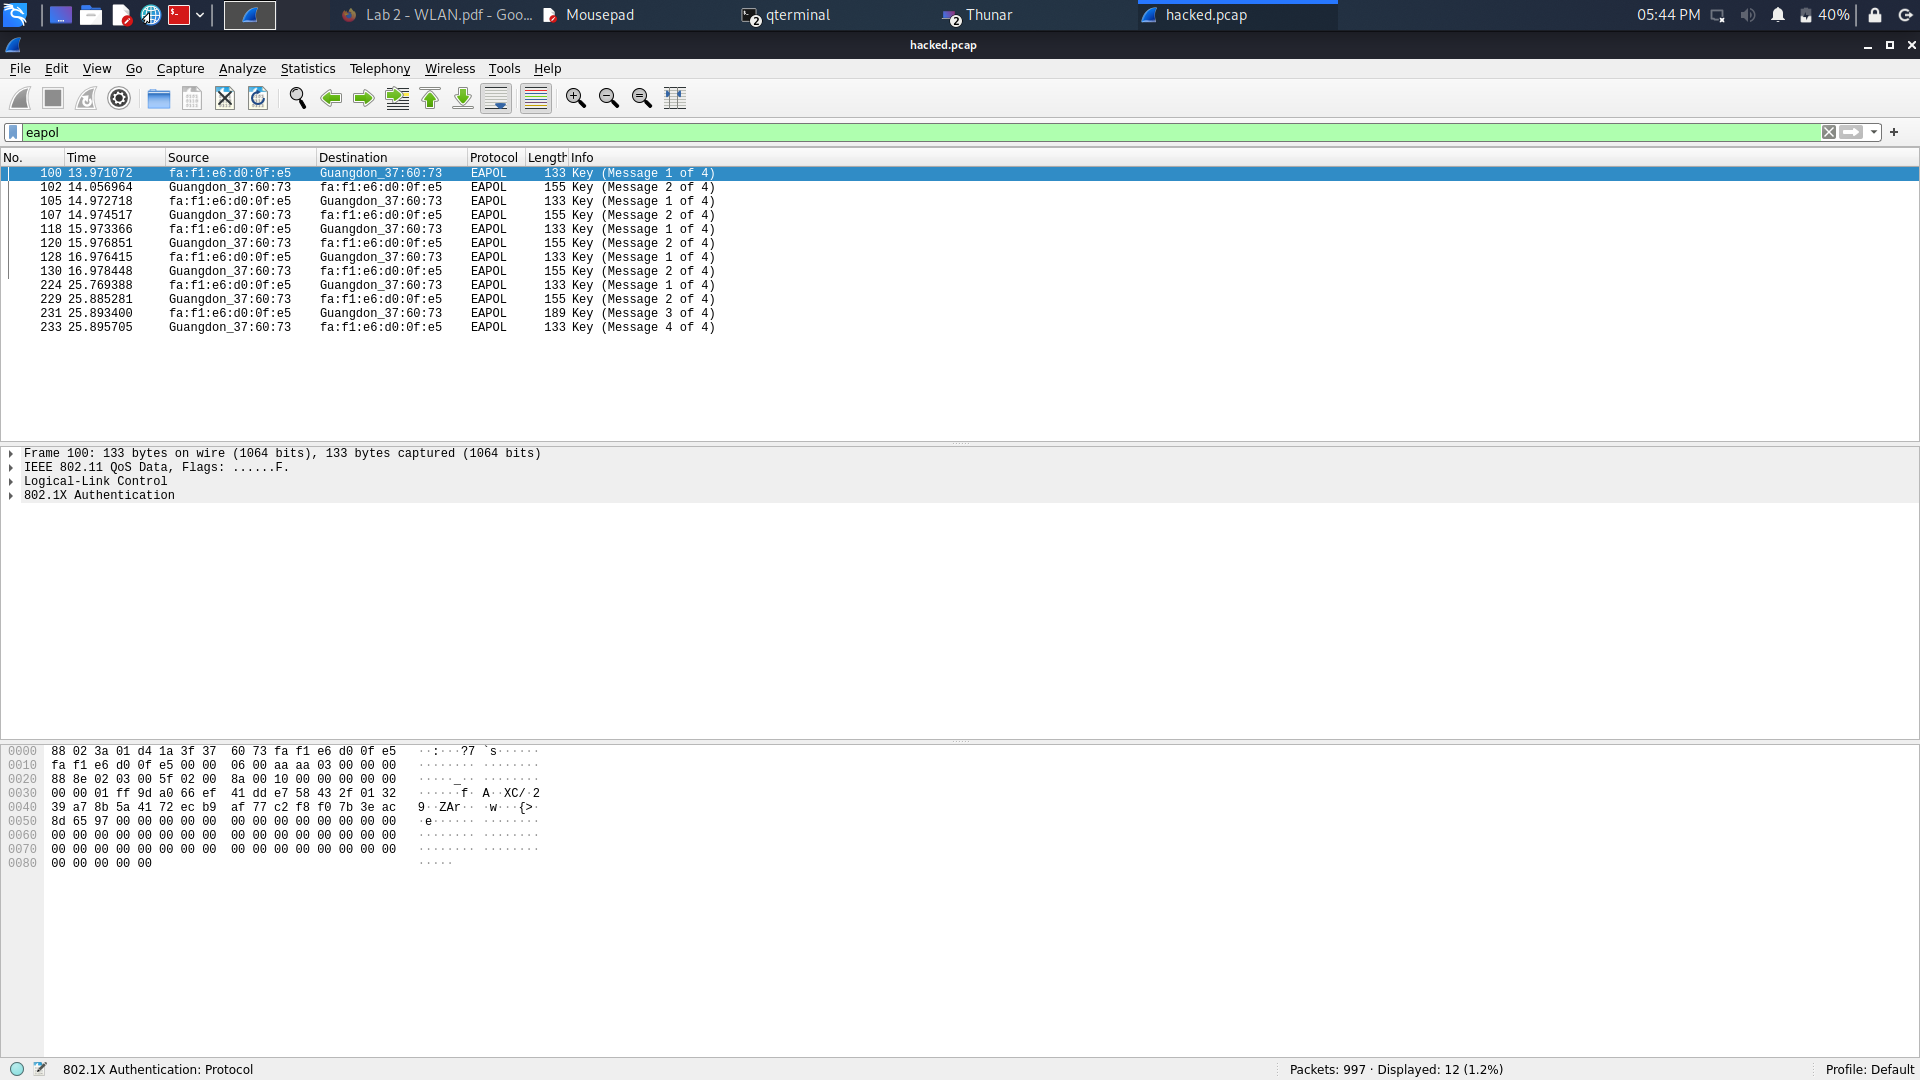 Lab 2 - WLAN.pdf - Goo... Mousepad 2 qterminal 2 Thunar hacked.pcap 05:44 PM 40%
hacked.pcap
File Edit View Go Capture Analyze Statistics Telephony Wireless Tools Help
eapol
No. Time Source Destination Protocol Length Info
100 13.971072 fa:f1:e6:d0:0f:e5 Guangdon_37:60:73 EAPOL 133 Key (Message 1 of 4)
102 14.056964 Guangdon_37:60:73 fa:f1:e6:d0:0f:e5 EAPOL 155 Key (Message 2 of 4)
105 14.972718 fa:f1:e6:d0:0f:e5 Guangdon_37:60:73 EAPOL 133 Key (Message 1 of 4)
107 14.974517 Guangdon_37:60:73 fa:f1:e6:d0:0f:e5 EAPOL 155 Key (Message 2 of 4)
118 15.973366 fa:f1:e6:d0:0f:e5 Guangdon_37:60:73 EAPOL 133 Key (Message 1 of 4)
120 15.976851 Guangdon_37:60:73 fa:f1:e6:d0:0f:e5 EAPOL 155 Key (Message 2 of 4)
128 16.976415 fa:f1:e6:d0:0f:e5 Guangdon_37:60:73 EAPOL 133 Key (Message 1 of 4)
130 16.978448 Guangdon_37:60:73 fa:f1:e6:d0:0f:e5 EAPOL 155 Key (Message 2 of 4)
224 25.769388 fa:f1:e6:d0:0f:e5 Guangdon_37:60:73 EAPOL 133 Key (Message 1 of 4)
229 25.885281 Guangdon_37:60:73 fa:f1:e6:d0:0f:e5 EAPOL 155 Key (Message 2 of 4)
231 25.893400 fa:f1:e6:d0:0f:e5 Guangdon_37:60:73 EAPOL 189 Key (Message 3 of 4)
233 25.895705 Guangdon_37:60:73 fa:f1:e6:d0:0f:e5 EAPOL 133 Key (Message 4 of 4)
Frame 100: 133 bytes on wire (1064 bits), 133 bytes captured (1064 bits)
IEEE 802.11 QoS Data, Flags: ......F.
Logical-Link Control
802.1X Authentication
0000 88 02 3a 01 d4 1a 3f 37 60 73 fa f1 e6 d0 0f e5 ··:···?7 `s······
0010 fa f1 e6 d0 0f e5 00 00 06 00 aa aa 03 00 00 00 ········ ········
0020 88 8e 02 03 00 5f 02 00 8a 00 10 00 00 00 00 00 ·····_·· ········
0030 00 00 01 ff 9d a0 66 ef 41 dd e7 58 43 2f 01 32 ······f· A··XC/·2
0040 39 a7 8b 5a 41 72 ec b9 af 77 c2 f8 f0 7b 3e ac 9··ZAr·· ·w···{>·
0050 8d 65 97 00 00 00 00 00 00 00 00 00 00 00 00 00 ·e······ ········
0060 00 00 00 00 00 00 00 00 00 00 00 00 00 00 00 00 ········ ········
0070 00 00 00 00 00 00 00 00 00 00 00 00 00 00 00 00 ········ ········
0080 00 00 00 00 00 ·····
802.1X Authentication: Protocol Packets: 997 · Displayed: 12 (1.2%) Profile: Default